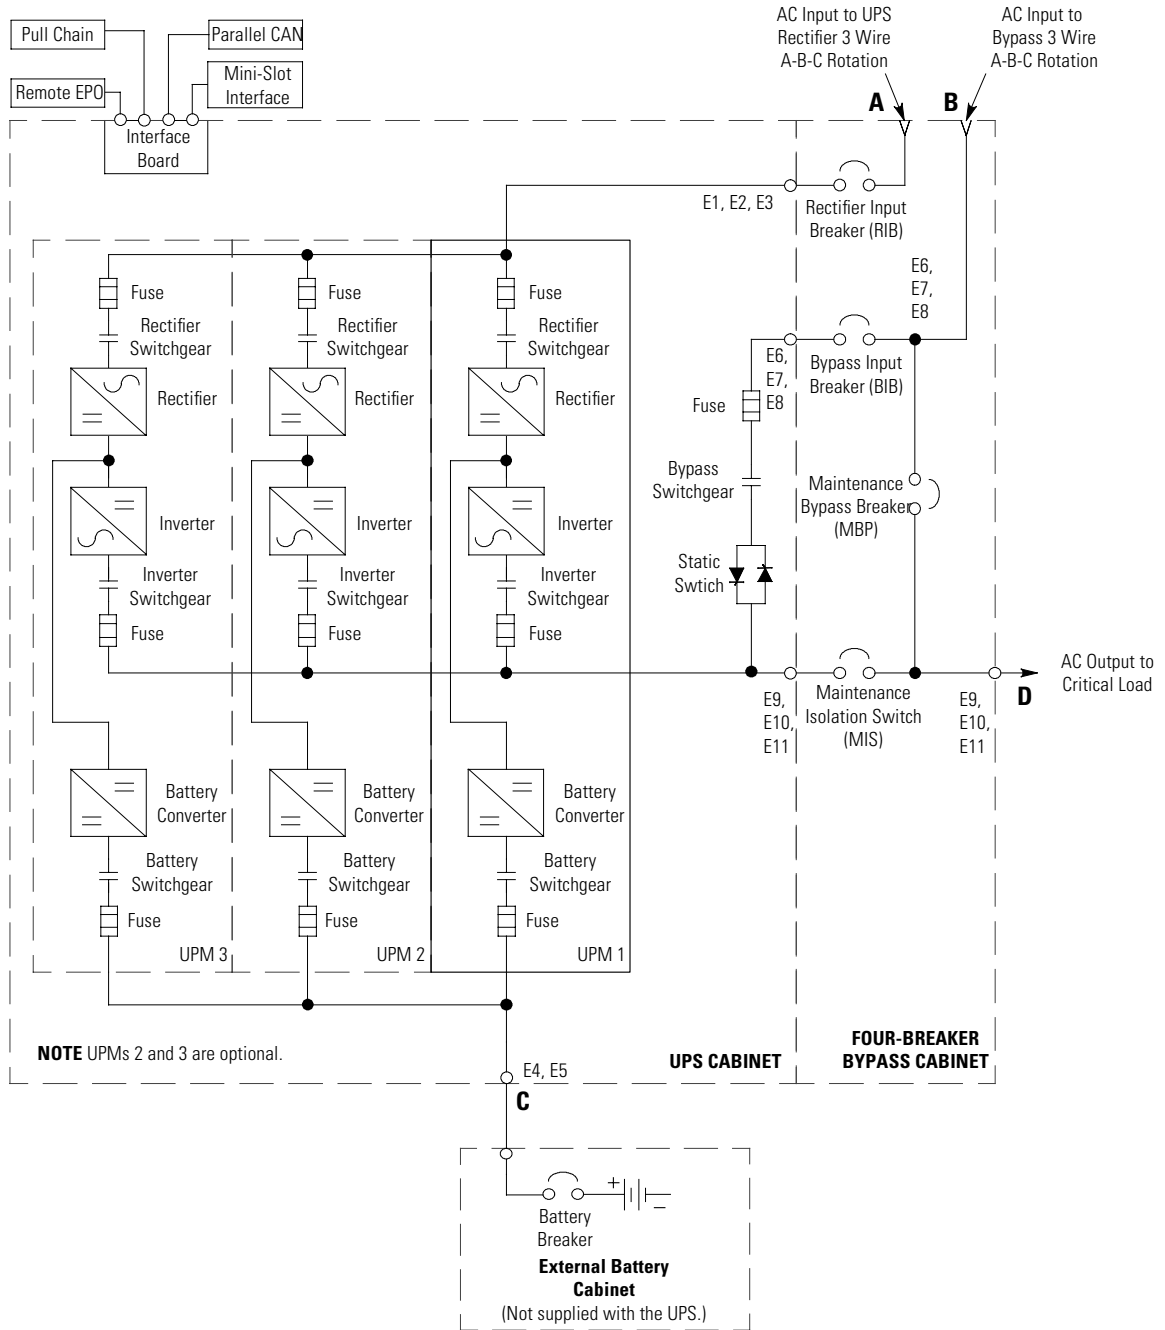 Pull Chain
Parallel CAN
Remote EPO
Mini-Slot
Interface
Interface
Board
AC Input to UPS
Rectifier 3 Wire
A-B-C Rotation
AC Input to
Bypass 3 Wire
A-B-C Rotation
A
B
E1, E2, E3
Rectifier Input
Breaker (RIB)
E6,
E7,
E8
Fuse
Fuse
Fuse
Rectifier
Switchgear
Rectifier
Switchgear
Rectifier
Switchgear
Rectifier
Rectifier
Rectifier
E6,
E7,
E8
Bypass Input
Breaker (BIB)
Fuse
Bypass
Switchgear
Maintenance
Bypass Breaker
(MBP)
Inverter
Inverter
Inverter
Static
Swtich
Inverter
Switchgear
Inverter
Switchgear
Inverter
Switchgear
Fuse
Fuse
Fuse
E9,
E10,
E11
Maintenance
Isolation Switch
(MIS)
E9,
E10,
E11
D
AC Output to
Critical Load
Battery
Converter
Battery
Converter
Battery
Converter
Battery
Switchgear
Battery
Switchgear
Battery
Switchgear
Fuse
Fuse
Fuse
UPM 3
UPM 2
UPM 1
NOTE UPMs 2 and 3 are optional.
UPS CABINET
FOUR-BREAKER
BYPASS CABINET
E4, E5
C
+
–
Battery
Breaker
External Battery
Cabinet
(Not supplied with the UPS.)